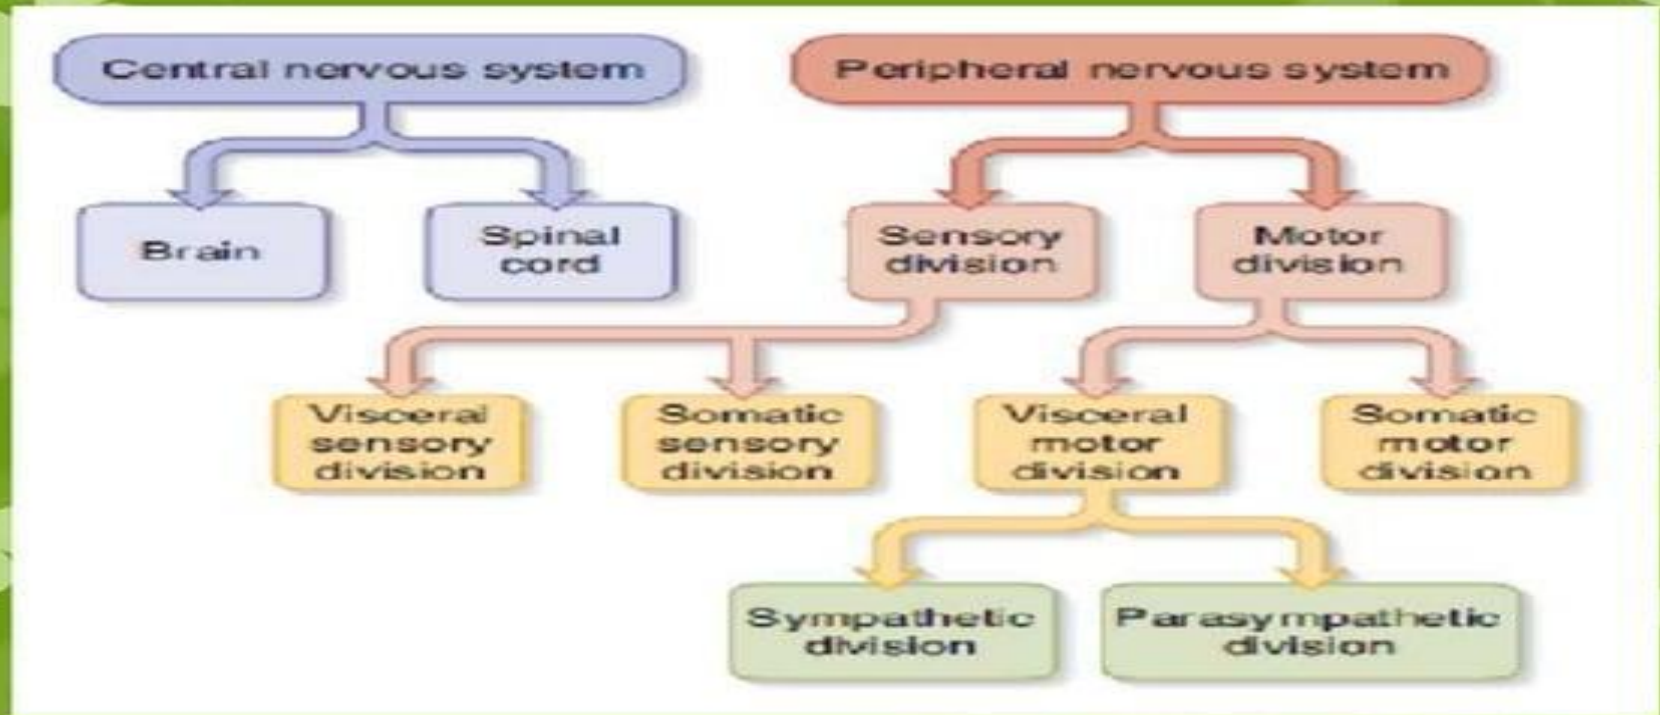 Central nervous system
Peripheral nervous system
Brain
Spinal
cord
Sensory
division
Motor
division
Visceral
sensory
division
Somatic
sensory
division
Visceral
motor
division
Somatic
motor
division
Sympathetic
division
Parasympathetic
division